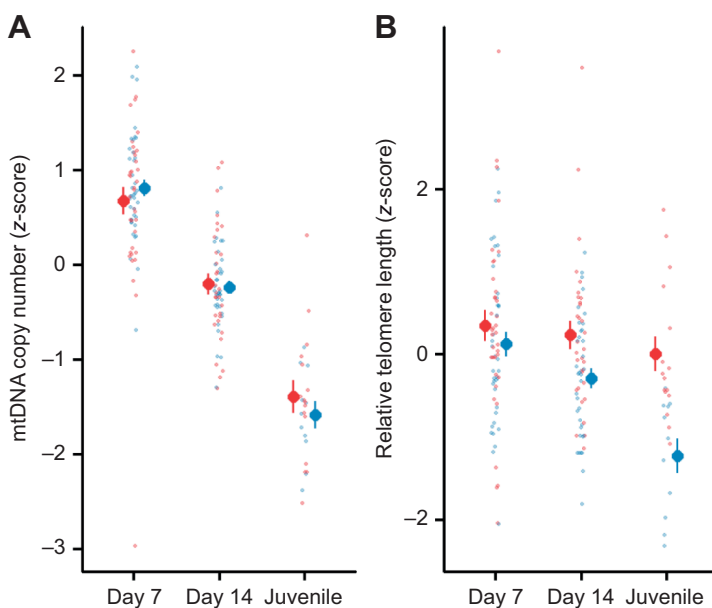 A
mtDNA copy number (z-score)
2
1
0
–1
–2
–3
Day 7 Day 14 Juvenile
B
Relative telomere length (z-score)
2
0
–2
Day 7 Day 14 Juvenile